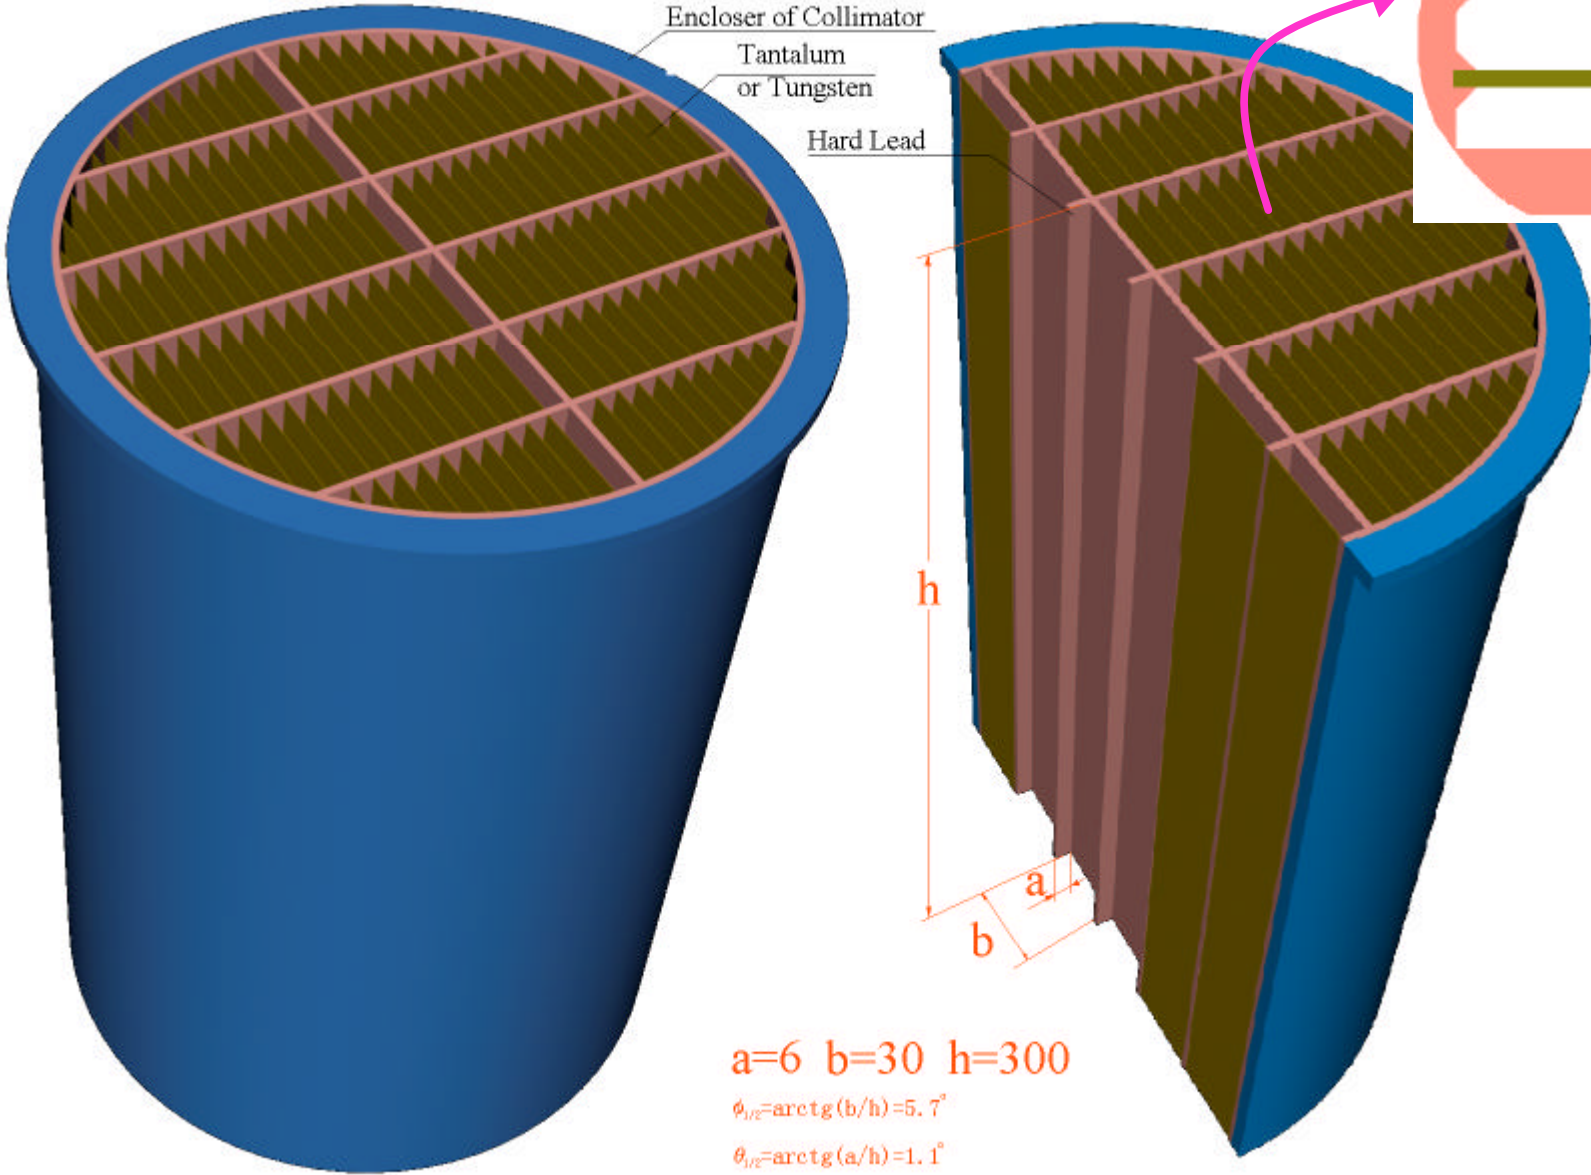 Encloser of Collimator
Tantalum
or Tungsten
Hard Lead
h
a
b
a=6 b=30 h=300
ϕ1/2=arctg(b/h)=5.7°
θ1/2=arctg(a/h)=1.1°